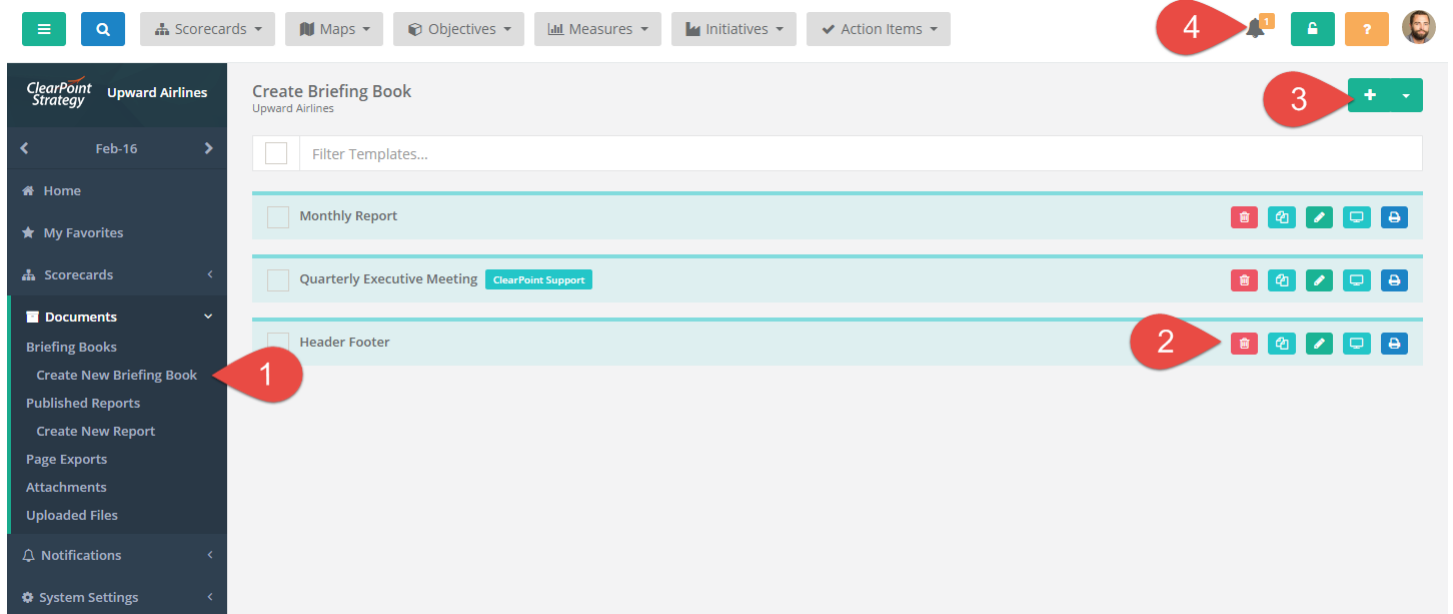 Scorecards
Maps
Objectives
Measures
Initiatives
Action Items
4
1
?
ClearPoint
Strategy
Upward Airlines
Feb-16
Home
My Favorites
Scorecards
Documents
Briefing Books
Create New Briefing Book
1
Published Reports
Create New Report
Page Exports
Attachments
Uploaded Files
Notifications
System Settings
Create Briefing Book
Upward Airlines
3
Filter Templates...
Monthly Report
Quarterly Executive Meeting ClearPoint Support
Header Footer
2